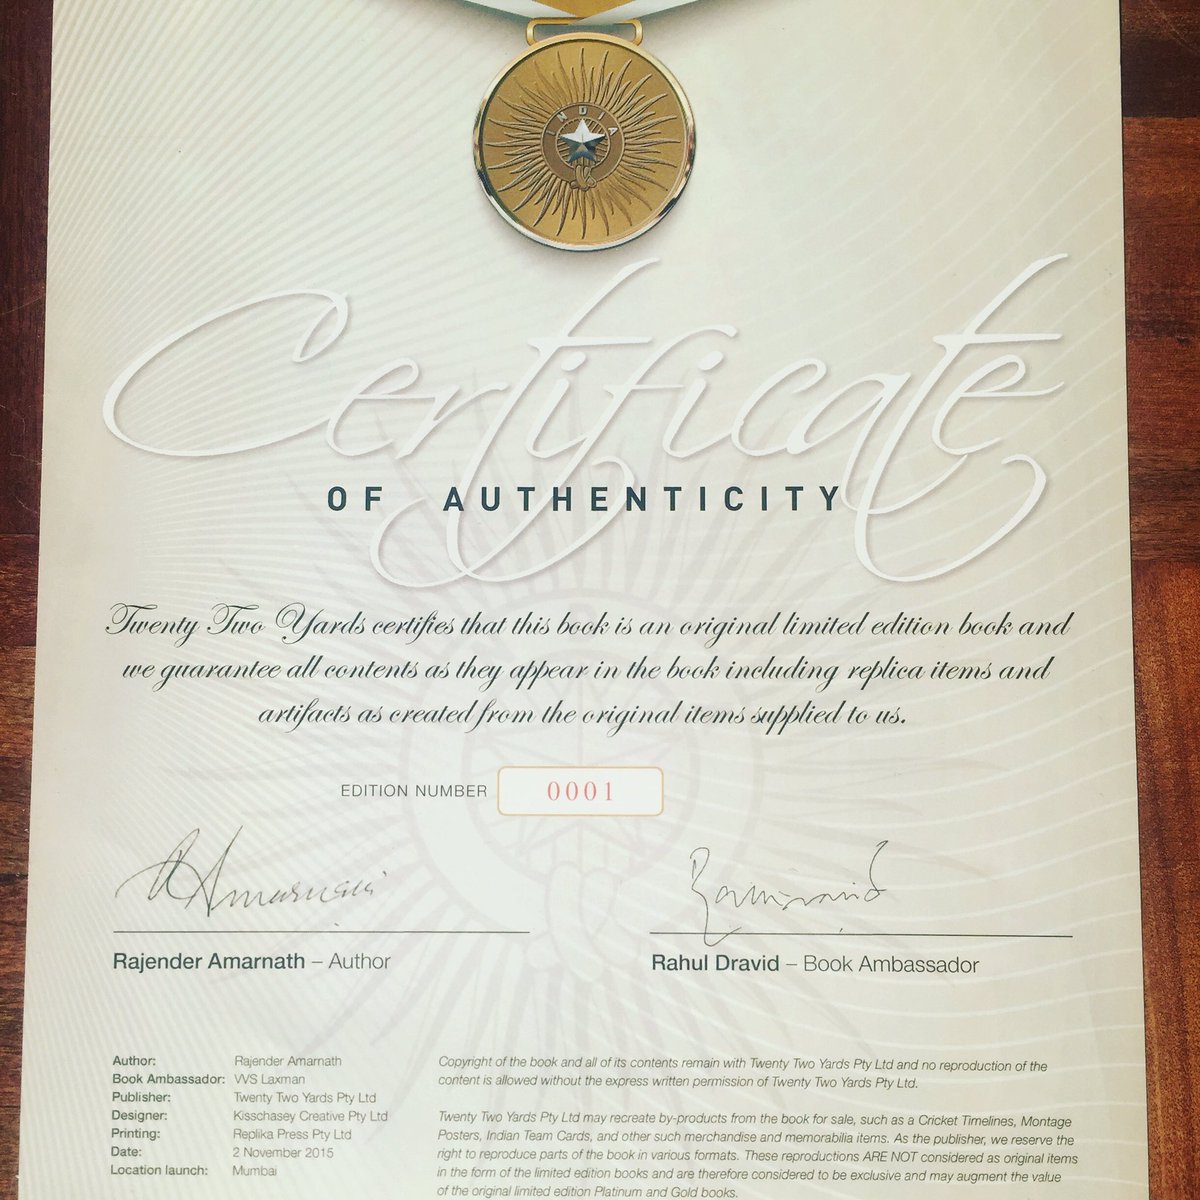 INDIA
Certificate
OF AUTHENTICITY
Twenty Two Yards certifies that this book is an original limited edition book and
we guarantee all contents as they appear in the book including replica items and
artifacts as created from the original items supplied to us.
EDITION NUMBER 0001
Rajender Amarnath – Author
Rahul Dravid – Book Ambassador
Author: Rajender Amarnath
Book Ambassador: VVS Laxman
Publisher: Twenty Two Yards Pty Ltd
Designer: Kisschasey Creative Pty Ltd
Printing: Replika Press Pty Ltd
Date: 2 November 2015
Location launch: Mumbai
Copyright of the book and all of its contents remain with Twenty Two Yards Pty Ltd and no reproduction of the
content is allowed without the express written permission of Twenty Two Yards Pty Ltd.
Twenty Two Yards Pty Ltd may recreate by-products from the book for sale, such as a Cricket Timelines, Montage
Posters, Indian Team Cards, and other such merchandise and memorabilia items. As the publisher, we reserve the
right to reproduce parts of the book in various formats. These reproductions ARE NOT considered as original items
in the form of the limited edition books and are therefore considered to be exclusive and may augment the value
of the original limited edition Platinum and Gold books.